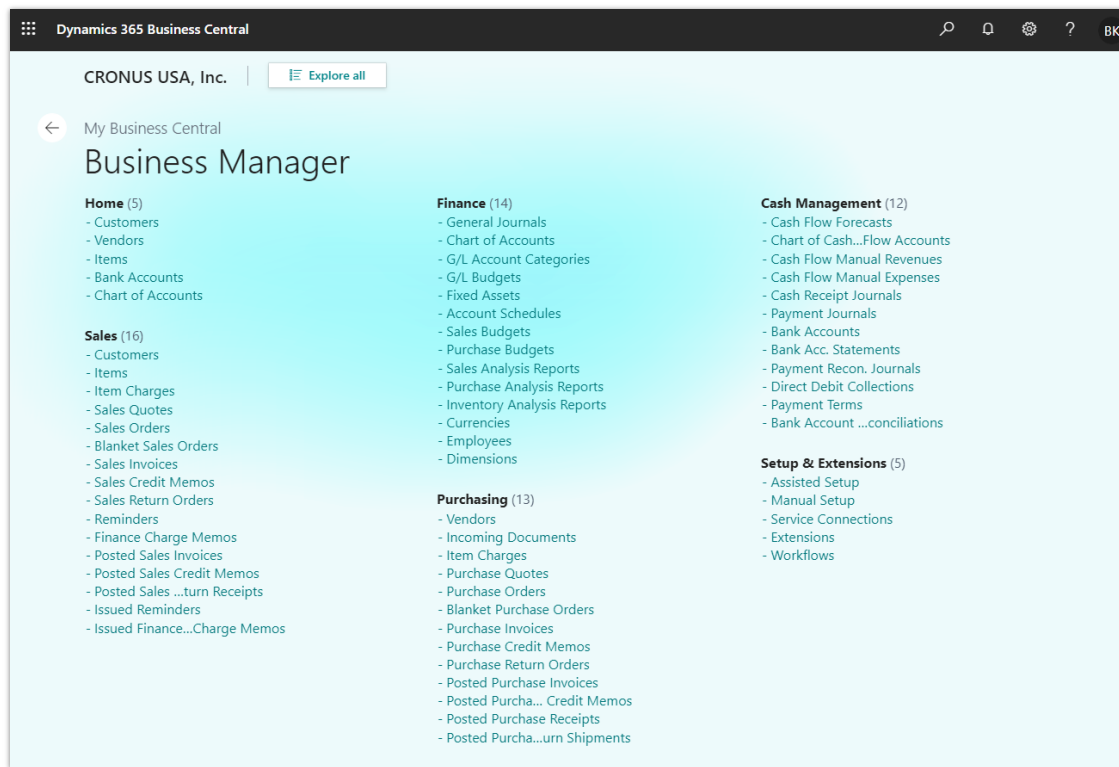 Dynamics 365 Business Central
BK
CRONUS USA, Inc.
Explore all
My Business Central
Business Manager
Home (5)
- Customers
- Vendors
- Items
- Bank Accounts
- Chart of Accounts
Sales (16)
- Customers
- Items
- Item Charges
- Sales Quotes
- Sales Orders
- Blanket Sales Orders
- Sales Invoices
- Sales Credit Memos
- Sales Return Orders
- Reminders
- Finance Charge Memos
- Posted Sales Invoices
- Posted Sales Credit Memos
- Posted Sales ...turn Receipts
- Issued Reminders
- Issued Finance...Charge Memos
Finance (14)
- General Journals
- Chart of Accounts
- G/L Account Categories
- G/L Budgets
- Fixed Assets
- Account Schedules
- Sales Budgets
- Purchase Budgets
- Sales Analysis Reports
- Purchase Analysis Reports
- Inventory Analysis Reports
- Currencies
- Employees
- Dimensions
Purchasing (13)
- Vendors
- Incoming Documents
- Item Charges
- Purchase Quotes
- Purchase Orders
- Blanket Purchase Orders
- Purchase Invoices
- Purchase Credit Memos
- Purchase Return Orders
- Posted Purchase Invoices
- Posted Purcha... Credit Memos
- Posted Purchase Receipts
- Posted Purcha...urn Shipments
Cash Management (12)
- Cash Flow Forecasts
- Chart of Cash...Flow Accounts
- Cash Flow Manual Revenues
- Cash Flow Manual Expenses
- Cash Receipt Journals
- Payment Journals
- Bank Accounts
- Bank Acc. Statements
- Payment Recon. Journals
- Direct Debit Collections
- Payment Terms
- Bank Account ...conciliations
Setup & Extensions (5)
- Assisted Setup
- Manual Setup
- Service Connections
- Extensions
- Workflows